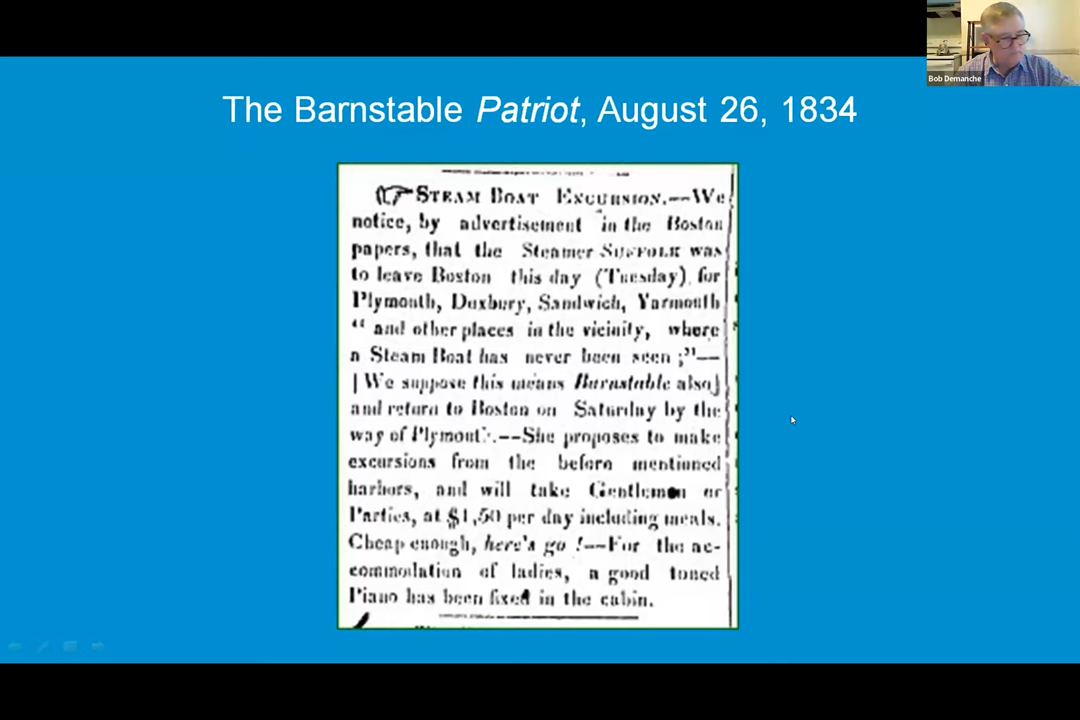 Bob Demanche
The Barnstable Patriot, August 26, 1834
STEAM BOAT EXCURSION.--We
notice, by advertisement in the Boston
papers, that the Steamer SUFFOLK was
to leave Boston this day (Tuesday) for
Plymouth, Duxbury, Sandwich, Yarmouth
“ and other places in the vicinity, where
a Steam Boat has never been seen ;”—
[We suppose this means Barnstable also]
and return to Boston on Saturday by the
way of Plymouth.--She proposes to make
excursions from the before mentioned
harbors, and will take Gentlemen or
Parties, at $1,50 per day including meals.
Cheap enough, here's go !--For the ac-
commodation of ladies, a good toned
Piano has been fixed in the cabin.